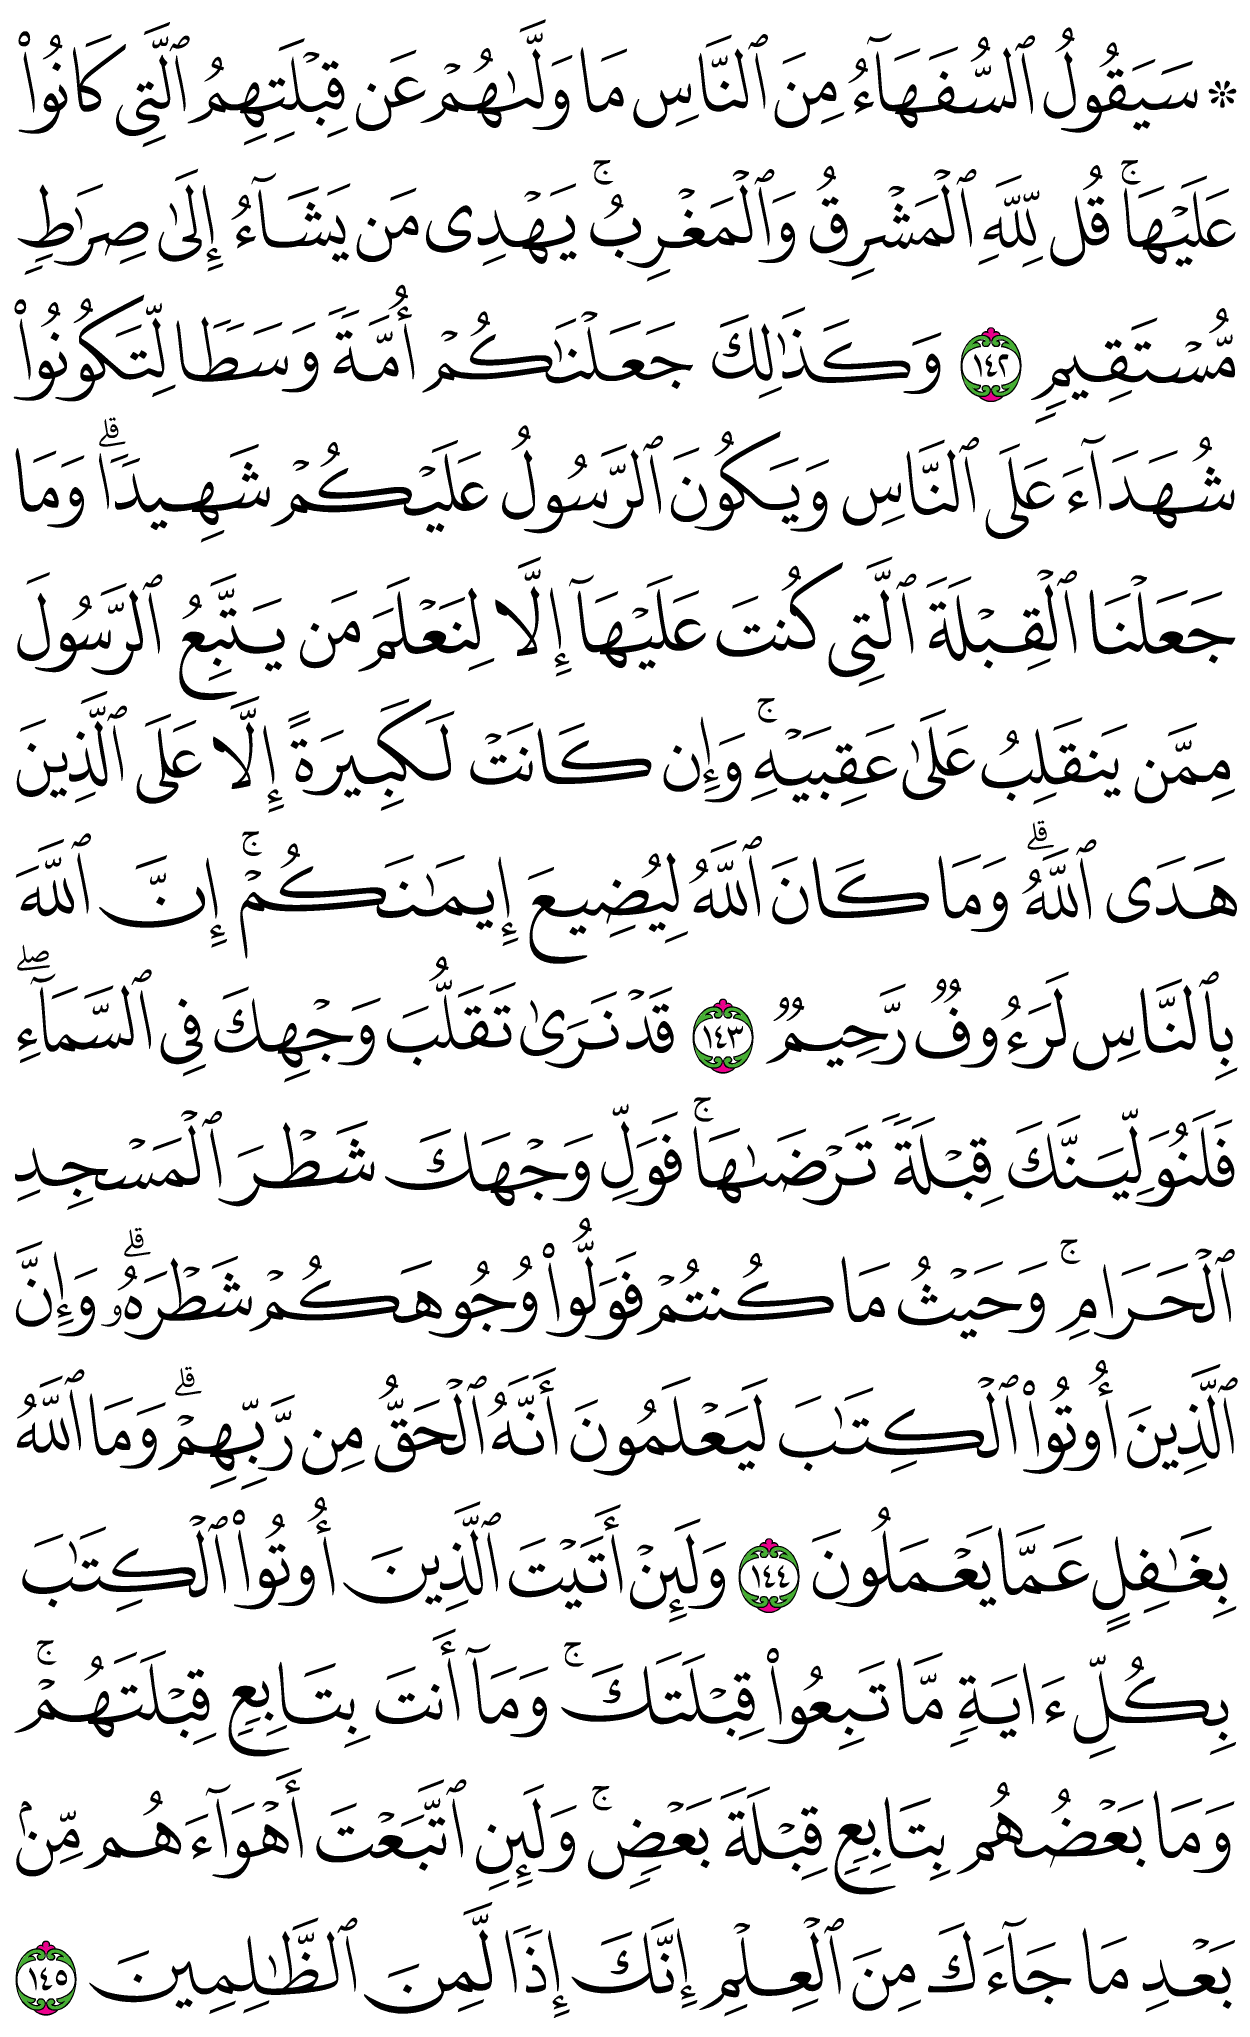 ۞ سَيَقُولُ ٱلسُّفَهَآءُ مِنَ ٱلنَّاسِ مَا وَلَّىٰهُمۡ عَن قِبۡلَتِهِمُ ٱلَّتِي كَانُواْ
عَلَيۡهَاۚ قُل لِّلَّهِ ٱلۡمَشۡرِقُ وَٱلۡمَغۡرِبُۚ يَهۡدِي مَن يَشَآءُ إِلَىٰ صِرَٰطٖ
مُّسۡتَقِيمٖ ١٤٢ وَكَذَٰلِكَ جَعَلۡنَٰكُمۡ أُمَّةٗ وَسَطٗا لِّتَكُونُواْ
شُهَدَآءَ عَلَى ٱلنَّاسِ وَيَكُونَ ٱلرَّسُولُ عَلَيۡكُمۡ شَهِيدٗاۗ وَمَا
جَعَلۡنَا ٱلۡقِبۡلَةَ ٱلَّتِي كُنتَ عَلَيۡهَآ إِلَّا لِنَعۡلَمَ مَن يَتَّبِعُ ٱلرَّسُولَ
مِمَّن يَنقَلِبُ عَلَىٰ عَقِبَيۡهِۚ وَإِن كَانَتۡ لَكَبِيرَةً إِلَّا عَلَى ٱلَّذِينَ
هَدَى ٱللَّهُۗ وَمَا كَانَ ٱللَّهُ لِيُضِيعَ إِيمَٰنَكُمۡۚ إِنَّ ٱللَّهَ
بِٱلنَّاسِ لَرَءُوفٞ رَّحِيمٞ ١٤٣ قَدۡ نَرَىٰ تَقَلُّبَ وَجۡهِكَ فِي ٱلسَّمَآءِۖ
فَلَنُوَلِّيَنَّكَ قِبۡلَةٗ تَرۡضَىٰهَاۚ فَوَلِّ وَجۡهَكَ شَطۡرَ ٱلۡمَسۡجِدِ
ٱلۡحَرَامِۚ وَحَيۡثُ مَا كُنتُمۡ فَوَلُّواْ وُجُوهَكُمۡ شَطۡرَهُۥۗ وَإِنَّ
ٱلَّذِينَ أُوتُواْ ٱلۡكِتَٰبَ لَيَعۡلَمُونَ أَنَّهُ ٱلۡحَقُّ مِن رَّبِّهِمۡۗ وَمَا ٱللَّهُ
بِغَٰفِلٍ عَمَّا يَعۡمَلُونَ ١٤٤ وَلَئِنۡ أَتَيۡتَ ٱلَّذِينَ أُوتُواْ ٱلۡكِتَٰبَ
بِكُلِّ ءَايَةٖ مَّا تَبِعُواْ قِبۡلَتَكَۚ وَمَآ أَنتَ بِتَابِعٖ قِبۡلَتَهُمۡۚ
وَمَا بَعۡضُهُم بِتَابِعٖ قِبۡلَةَ بَعۡضٖۚ وَلَئِنِ ٱتَّبَعۡتَ أَهۡوَآءَهُم مِّنۢ
بَعۡدِ مَا جَآءَكَ مِنَ ٱلۡعِلۡمِ إِنَّكَ إِذٗا لَّمِنَ ٱلظَّٰلِمِينَ ١٤٥